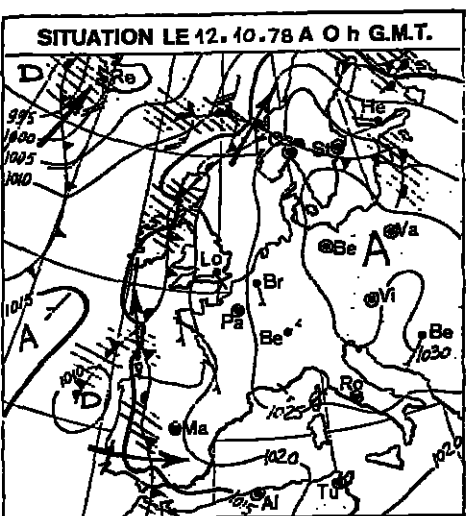 SITUATION LE 12.10.78 A O h G.M.T.
D
Re
995
1000
1005
1010
He
St
Be
Va
A
Lo
Br
1015
Pa
Vi
A
Be
Be
1030
1010
D
Ro
1025
Ma
1020
1020
1015
Al
Tu